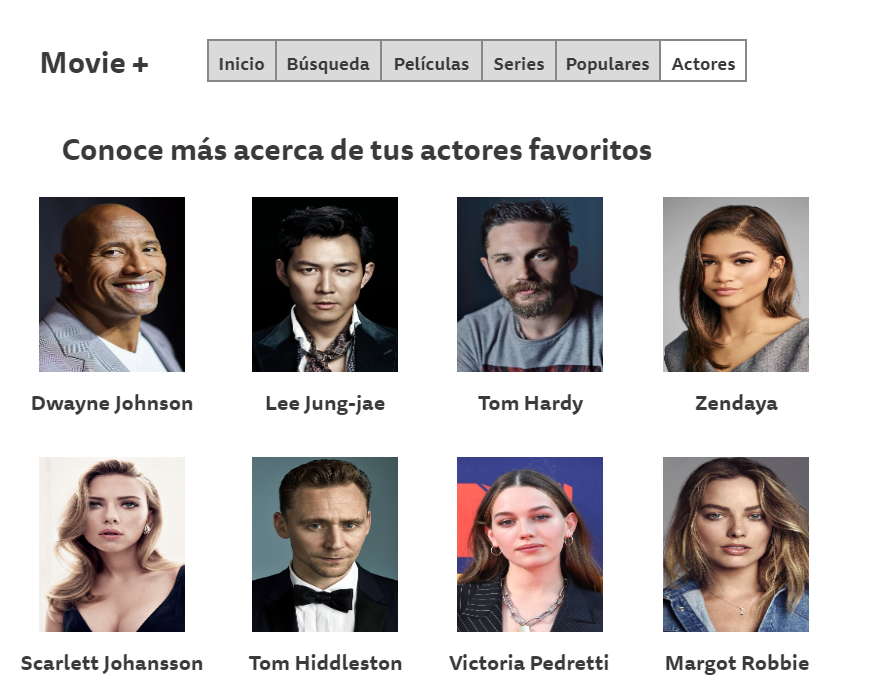 Movie +
Inicio Búsqueda Películas Series Populares Actores
Conoce más acerca de tus actores favoritos
Dwayne Johnson Lee Jung-jae Tom Hardy Zendaya
Scarlett Johansson Tom Hiddleston Victoria Pedretti Margot Robbie